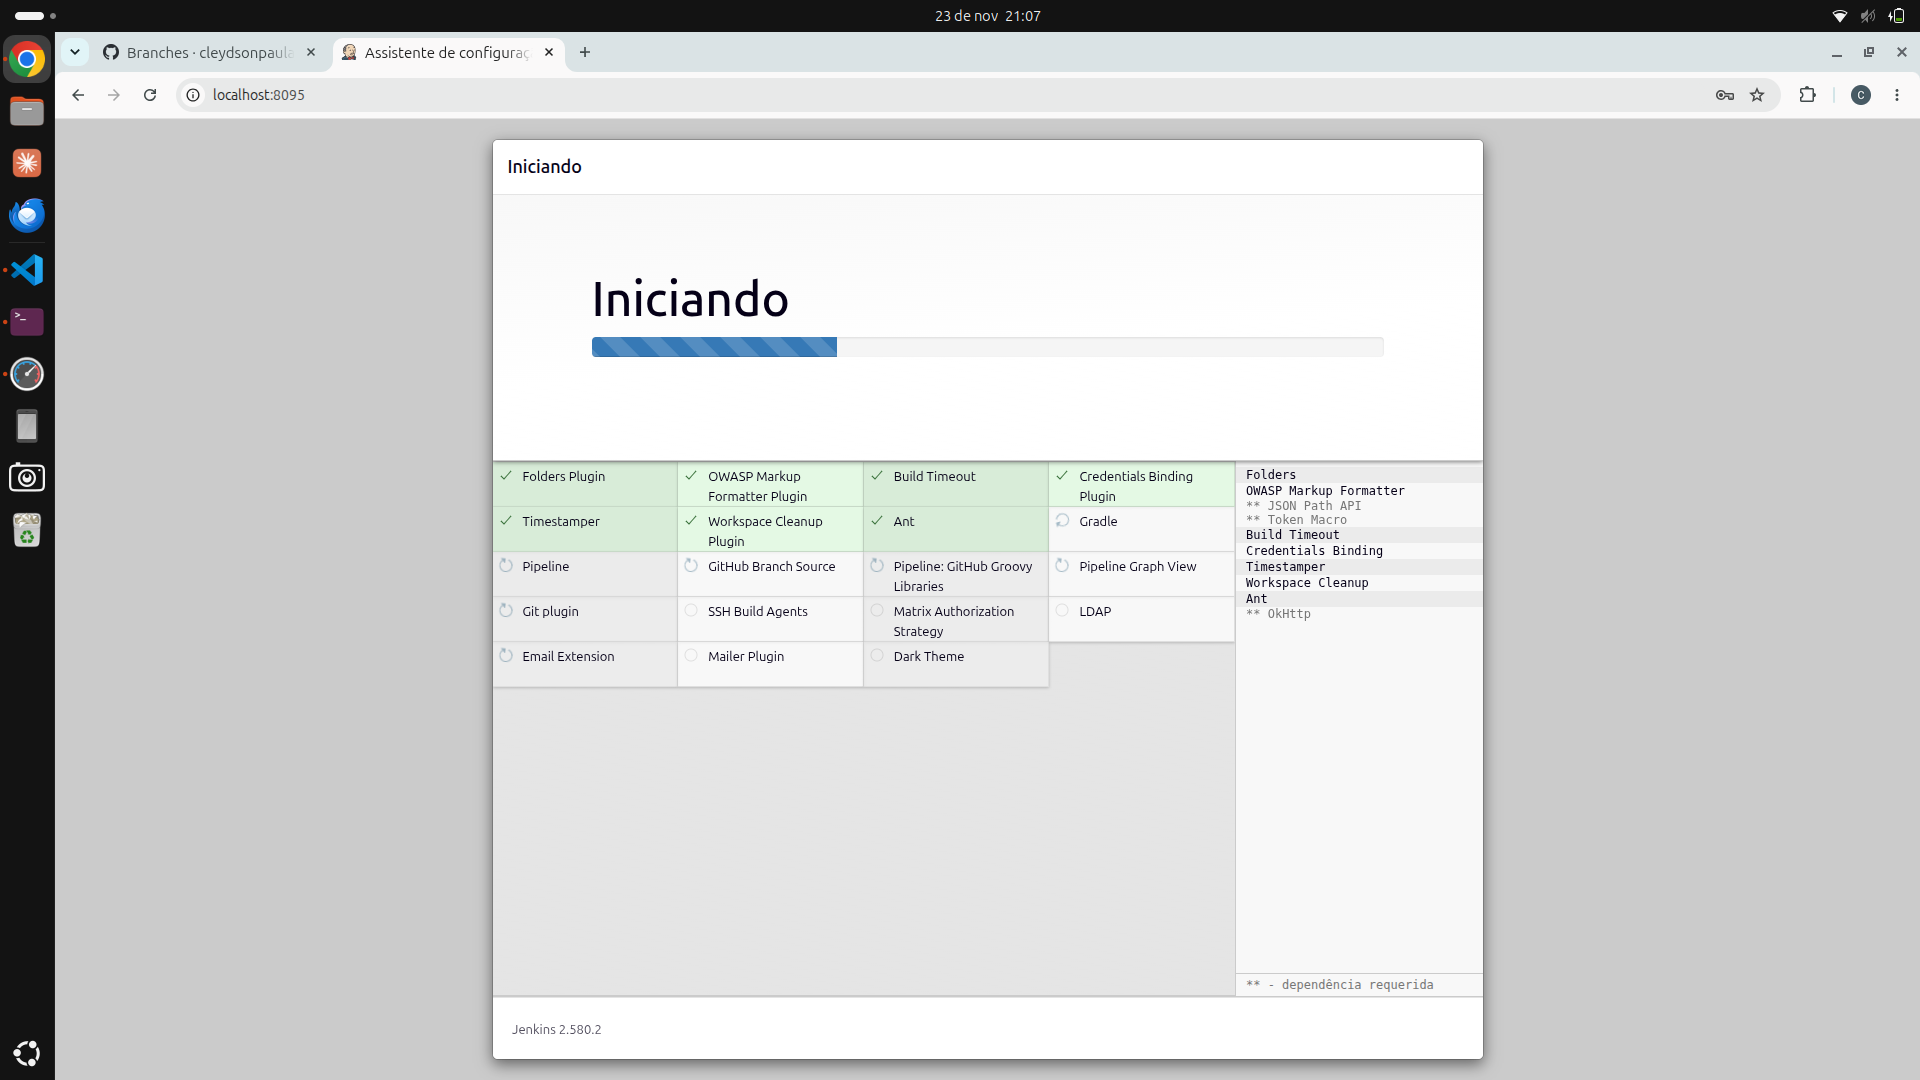 23 de nov 21:07
Branches · cleydsonpaula
Assistente de configuraç
localhost:8095
C
Iniciando
Iniciando
Folders Plugin
OWASP Markup
Formatter Plugin
Build Timeout
Credentials Binding
Plugin
Timestamper
Workspace Cleanup
Plugin
Ant
Gradle
Pipeline
GitHub Branch Source
Pipeline: GitHub Groovy
Libraries
Pipeline Graph View
Git plugin
SSH Build Agents
Matrix Authorization
Strategy
LDAP
Email Extension
Mailer Plugin
Dark Theme
Folders
OWASP Markup Formatter
** JSON Path API
** Token Macro
Build Timeout
Credentials Binding
Timestamper
Workspace Cleanup
Ant
** OkHttp
** - dependência requerida
Jenkins 2.580.2